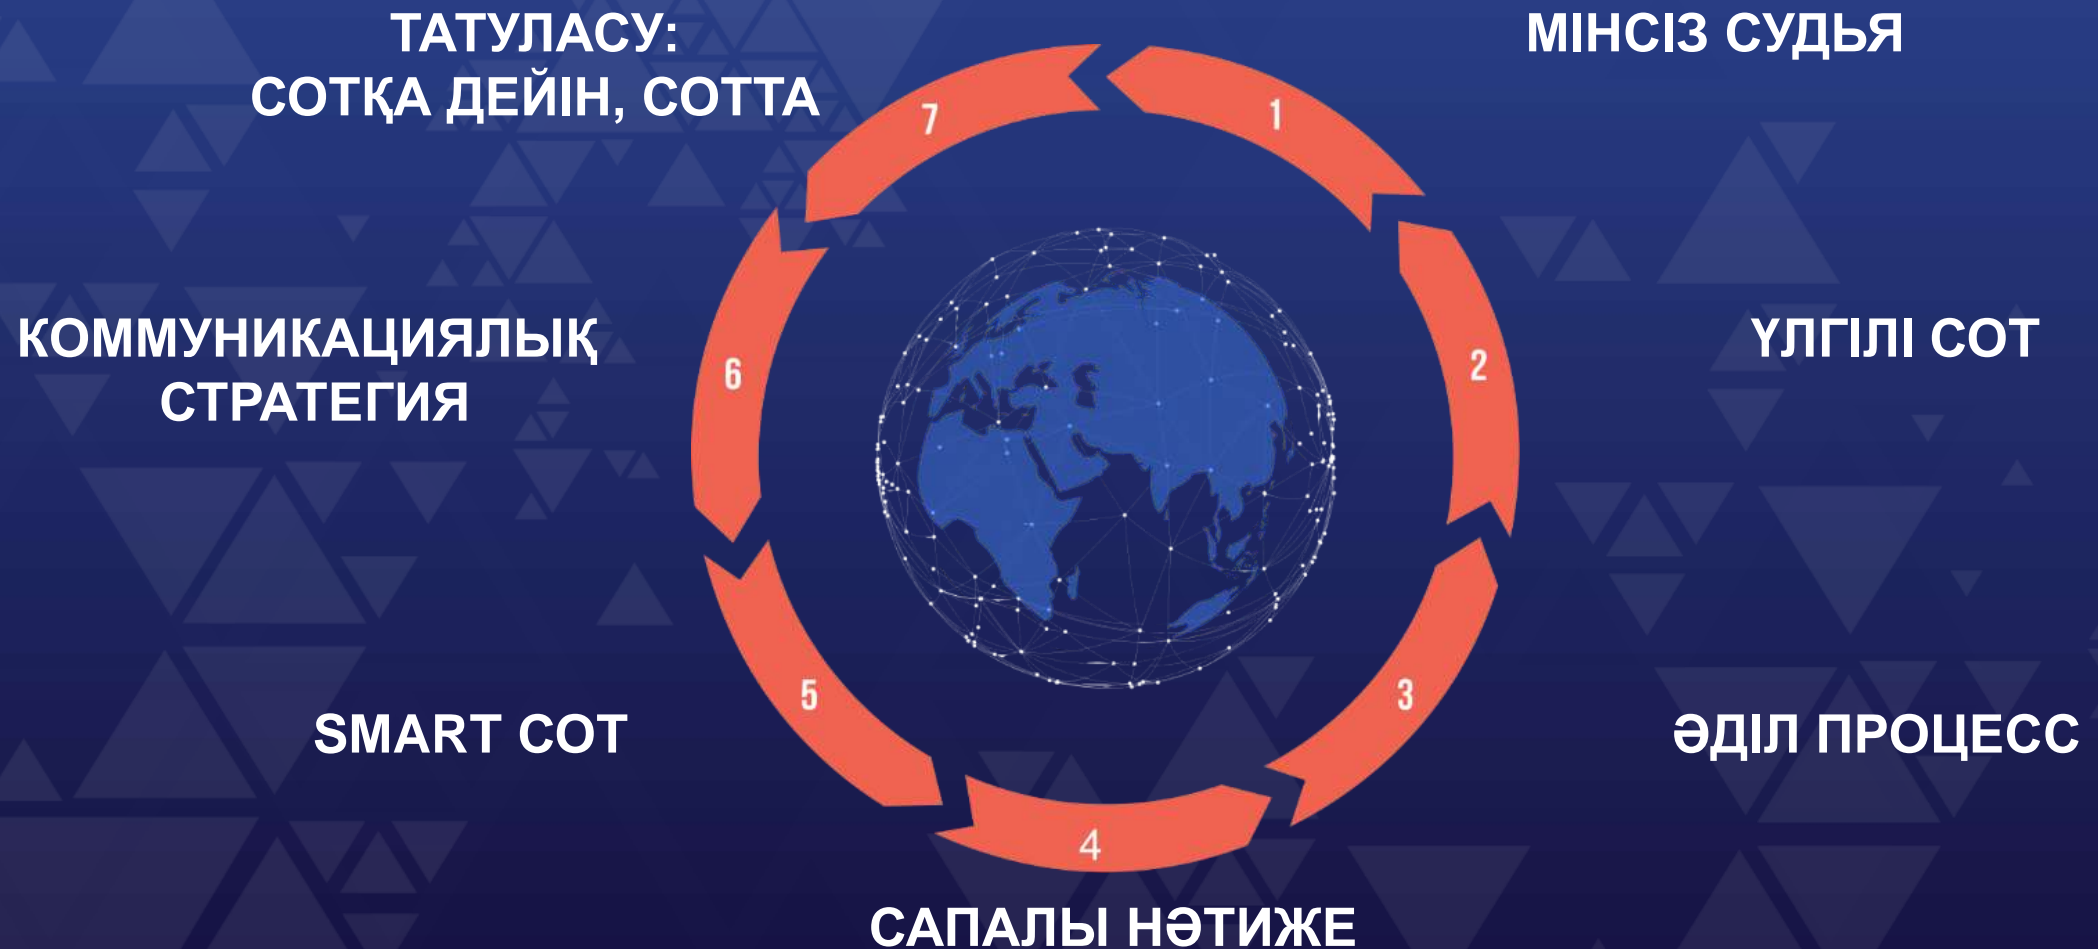 ТАТУЛАСУ:
СОТҚА ДЕЙІН, СОТТА
МІНСІЗ СУДЬЯ
7
1
КОММУНИКАЦИЯЛЫҚ
СТРАТЕГИЯ
6
2
ҮЛГІЛІ СОТ
SMART СОТ
5
3
ӘДІЛ ПРОЦЕСС
4
САПАЛЫ НӘТИЖЕ